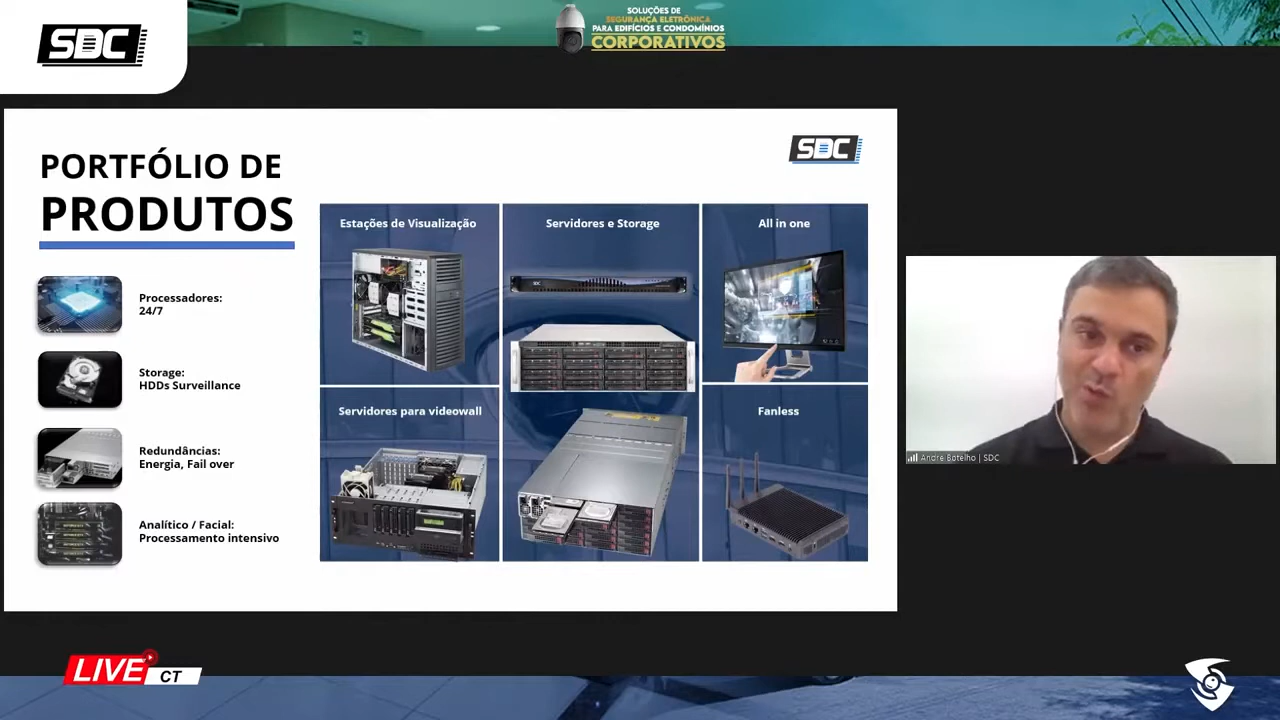 SDC
SOLUÇÕES DE
SEGURANÇA ELETRÔNICA
PARA EDIFÍCIOS E CONDOMÍNIOS
CORPORATIVOS
PORTFÓLIO DE
PRODUTOS
SDC
Processadores:
24/7
Storage:
HDDs Surveillance
Redundâncias:
Energia, Fail over
Analítico / Facial:
Processamento intensivo
Estações de Visualização
Servidores e Storage
All in one
Servidores para videowall
Fanless
Andre Botelho | SDC
LIVE
CT